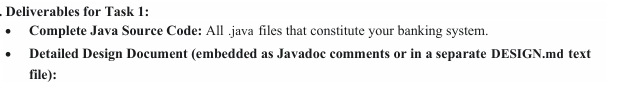 . Deliverables for Task 1:
• Complete Java Source Code: All .java files that constitute your banking system.
• Detailed Design Document (embedded as Javadoc comments or in a separate DESIGN.md text
file):